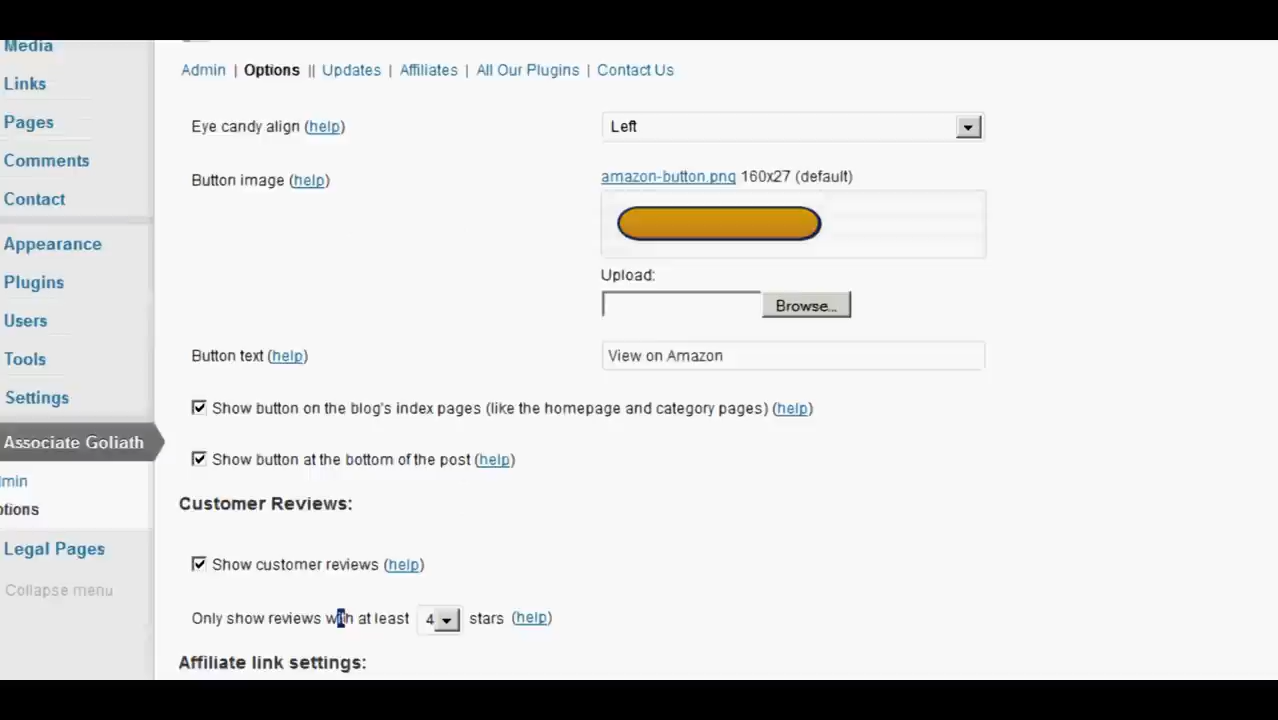 Media
Links
Pages
Comments
Contact
Appearance
Plugins
Users
Tools
Settings
Associate Goliath
dmin
ptions
Legal Pages
Collapse menu
Admin | Options || Updates | Affiliates | All Our Plugins | Contact Us
Eye candy align (help)
Left
Button image (help)
amazon-button.png 160x27 (default)
Upload:
Browse...
Button text (help)
View on Amazon
Show button on the blog's index pages (like the homepage and category pages) (help)
Show button at the bottom of the post (help)
Customer Reviews:
Show customer reviews (help)
Only show reviews with at least 4 stars (help)
Affiliate link settings: